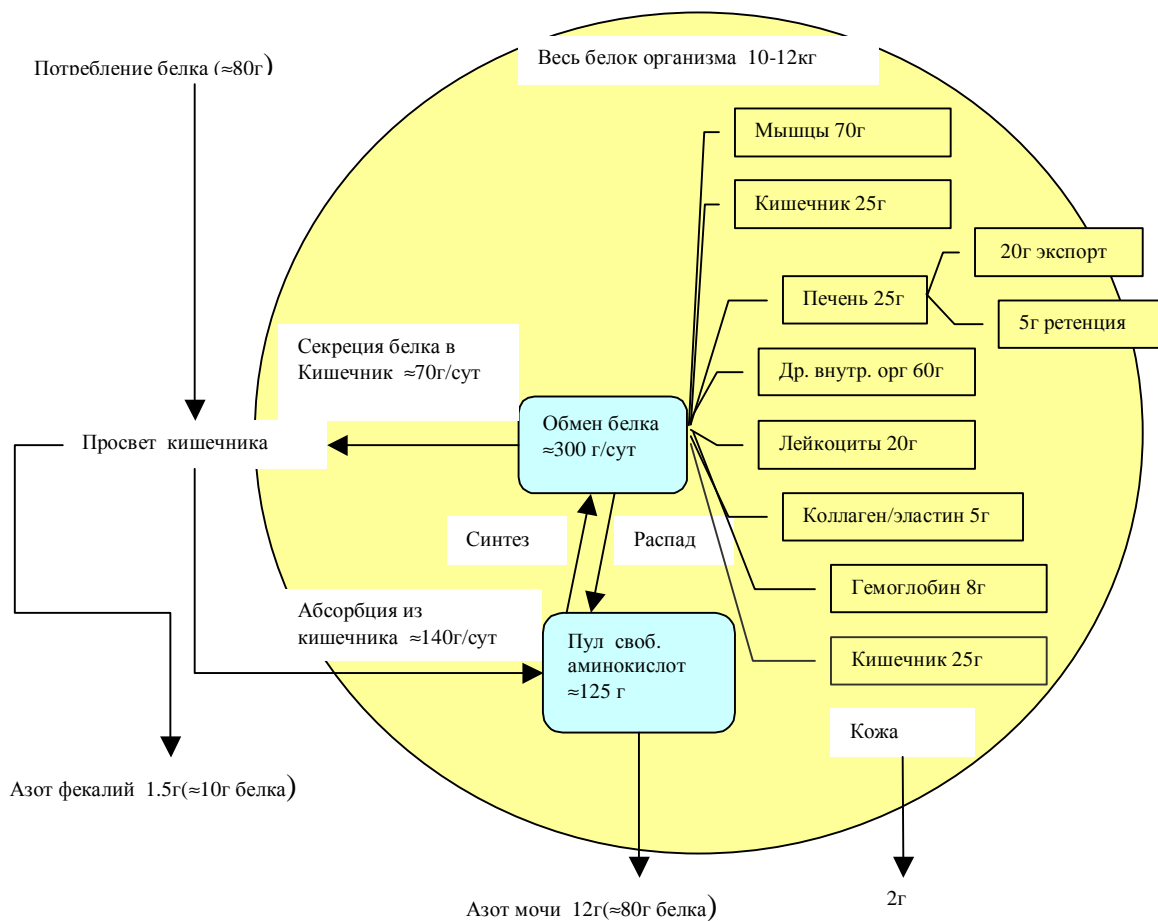 Весь белок организма 10-12кг
Потребление белка (≈80г)
Мышцы 70г
Кишечник 25г
20г экспорт
Печень 25г
5г ретенция
Секреция белка в
Кишечник ≈70г/сут
Др. внутр. орг 60г
Обмен белка
≈300 г/сут
Просвет кишечника
Лейкоциты 20г
Коллаген/эластин 5г
Синтез
Распад
Гемоглобин 8г
Абсорбция из
кишечника ≈140г/сут
Пул своб.
аминокислот
≈125 г
Кишечник 25г
Кожа
Азот фекалий 1.5г(≈10г белка)
Азот мочи 12г(≈80г белка)
2г